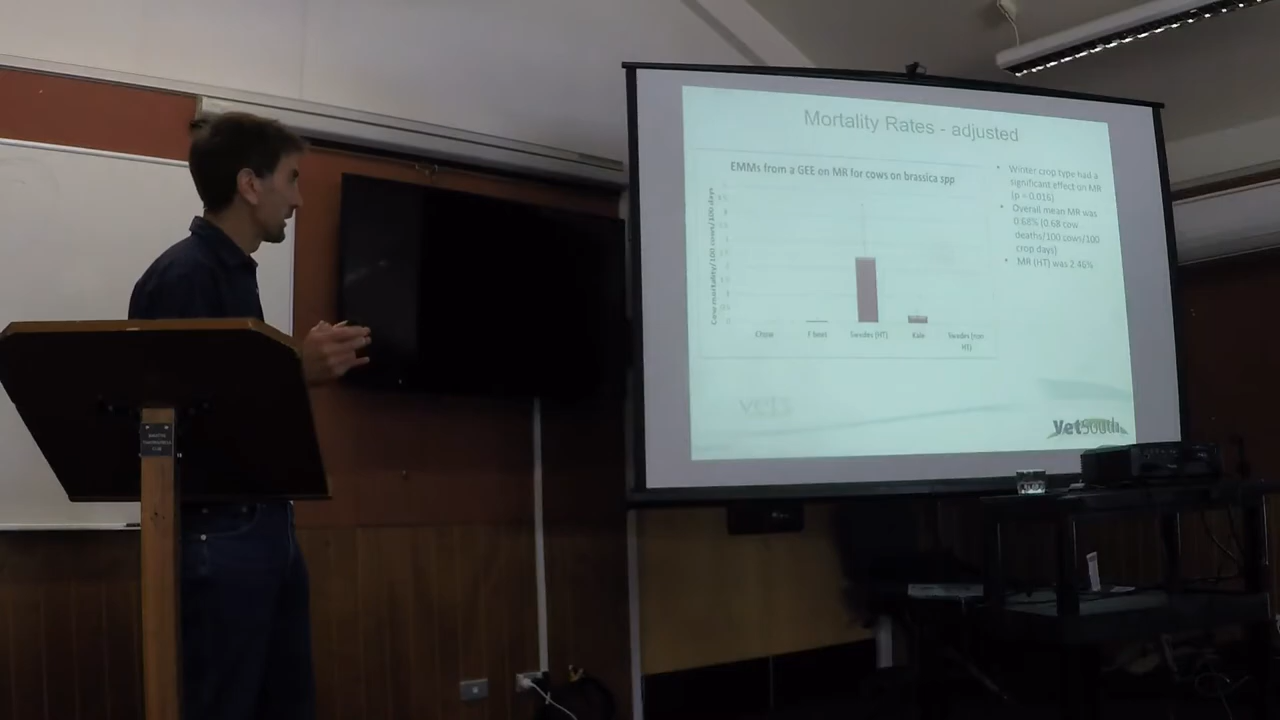 Mortality Rates - adjusted
EMMs from a GEE on MR for cows on brassica spp
• Winter crop type had a
significant effect on MR
(p = 0.016)
• Overall mean MR was
0.68% (0.68 cow
deaths/100 cows/100
crop days)
• MR (HT) was 2.46%
Cow mortality/100 cows/100 days
Swedes (HT)
Kale
Swedes (non
HT)
vets
VetSouth